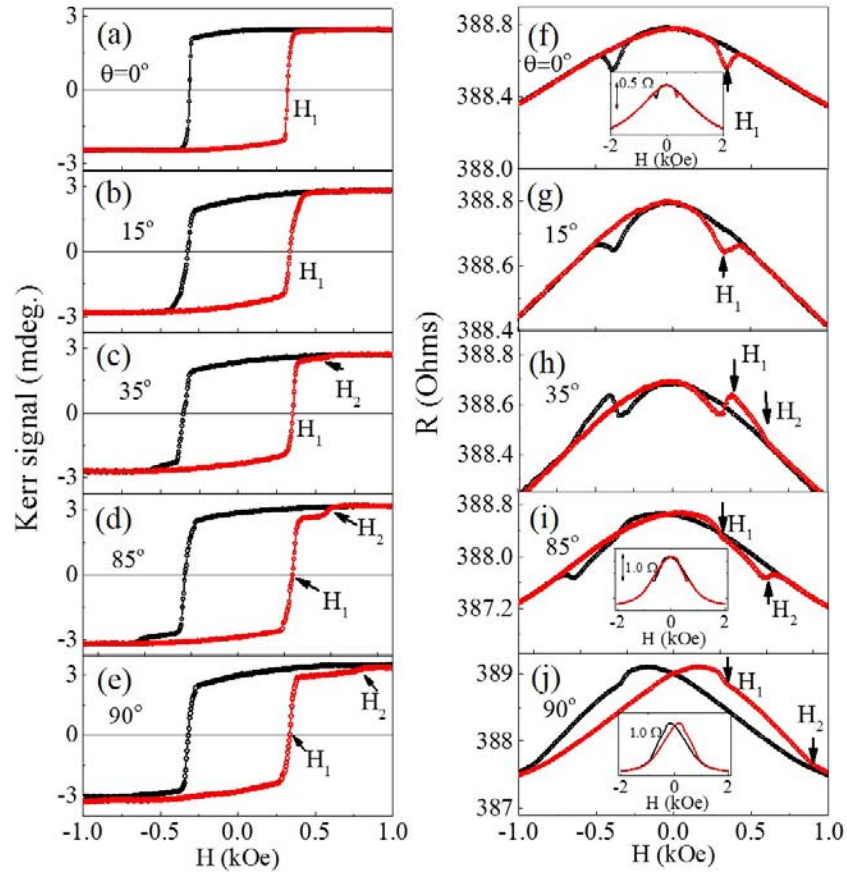 Kerr signal (mdeg.)
(a)
θ=0°
3
0
-3
H1
(b)
15°
3
0
-3
H1
(c)
35°
3
0
-3
H2
H1
(d)
85°
3
0
-3
H2
H1
(e)
90°
3
0
-3
H2
H1
-1.0 -0.5 0.0 0.5 1.0
H (kOe)
R (Ohms)
(f)
θ=0°
388.8
388.4
388.0
0.5 Ω
-2 0 2
H (kOe)
H1
(g)
15°
388.8
388.6
388.4
H1
(h)
35°
388.8
388.6
388.4
H1
H2
(i)
85°
388.8
388.0
387.2
1.0 Ω
-2 0 2
H (kOe)
H1
H2
(j)
90°
389
388
387
1.0 Ω
-2 0 2
H (kOe)
H1
H2
-1.0 -0.5 0.0 0.5 1.0
H (kOe)